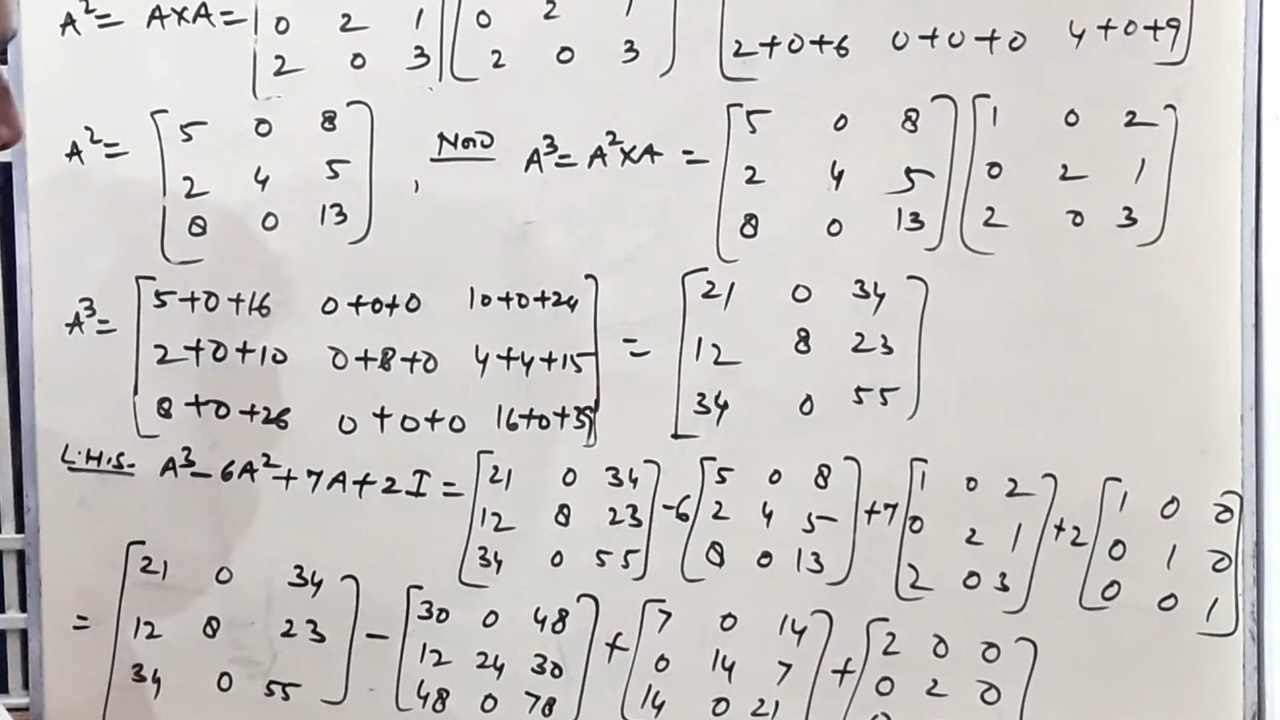 A²= A×A= [0 2 1 [0 2 1
2 0 3] 2 0 3] 2+0+6 0+0+0 4+0+9]
A²= [5 0 8
2 4 5
8 0 13] , Now A³=A²×A = [5 0 8
2 4 5
8 0 13] [1 0 2
0 2 1
2 0 3]
A³= [5+0+16 0+0+0 10+0+24
2+0+10 0+8+0 4+4+15
8+0+26 0+0+0 16+0+39] = [21 0 34
12 8 23
34 0 55]
L.H.S. A³-6A²+7A+2I = [21 0 34
12 8 23
34 0 55] -6 [5 0 8
2 4 5
8 0 13] +7 [1 0 2
0 2 1
2 0 3] +2 [1 0 0
0 1 0
0 0 1]
= [21 0 34
12 8 23
34 0 55] - [30 0 48
12 24 30
48 0 78] + [7 0 14
0 14 7
14 0 21] + [2 0 0
0 2 0